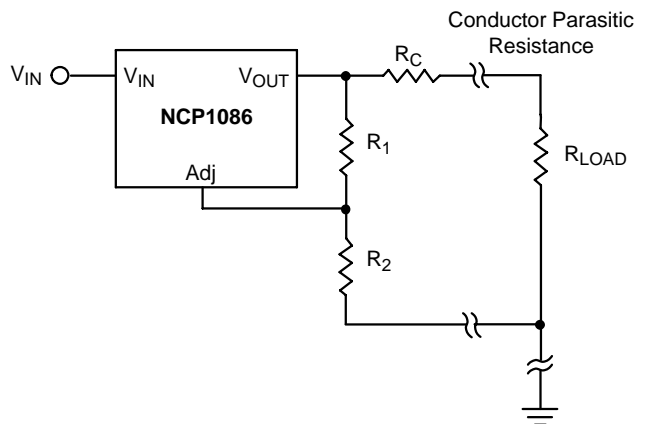 Conductor Parasitic
Resistance
V_IN
V_IN
V_OUT
R_C
NCP1086
R_1
R_LOAD
Adj
R_2